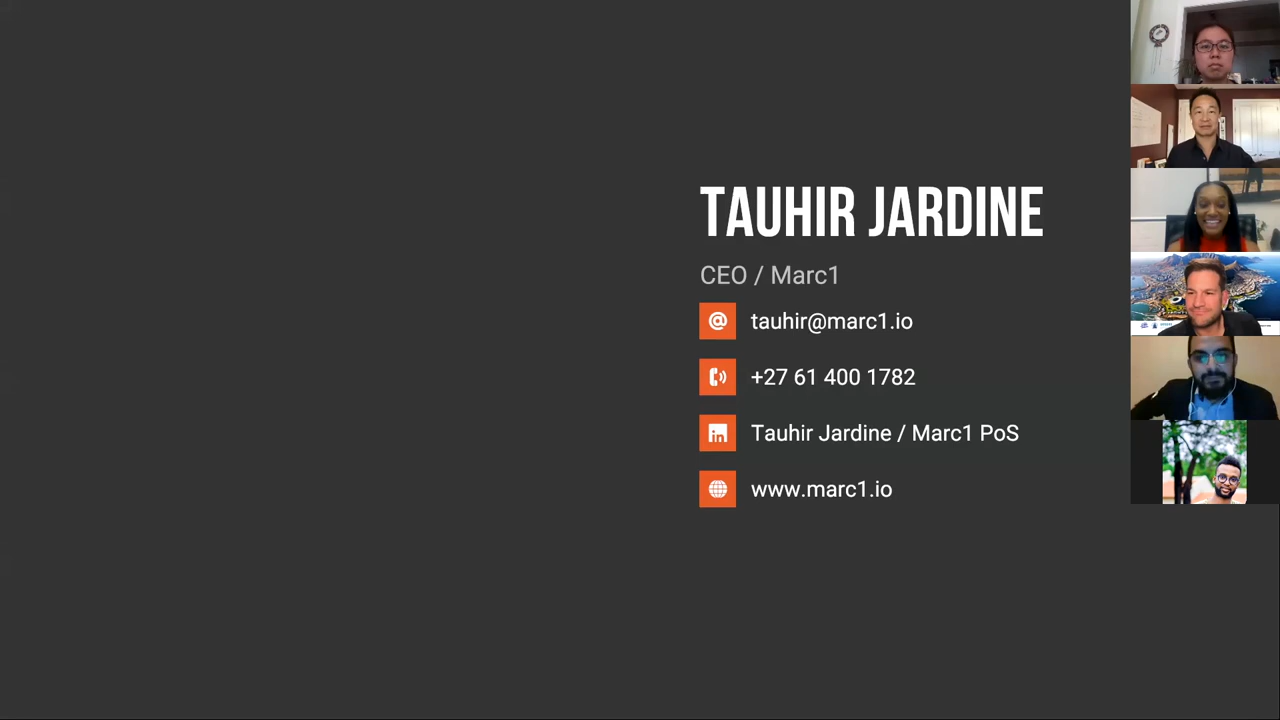 TAUHIR JARDINE
CEO / Marc1
tauhir@marc1.io
+27 61 400 1782
Tauhir Jardine / Marc1 PoS
www.marc1.io